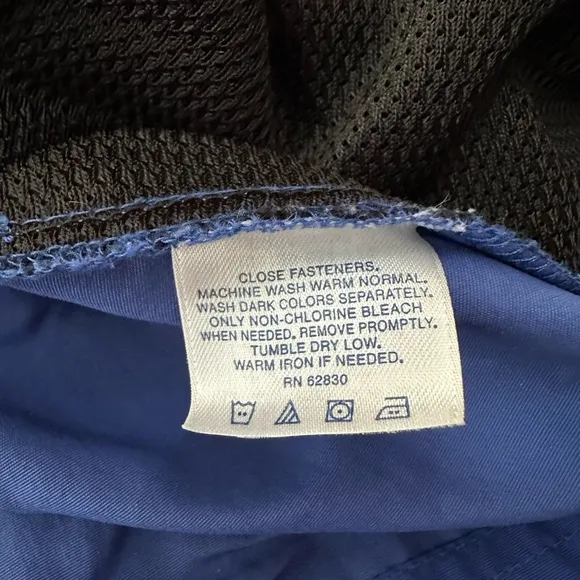 CLOSE FASTENERS.
MACHINE WASH WARM NORMAL.
WASH DARK COLORS SEPARATELY.
ONLY NON-CHLORINE BLEACH
WHEN NEEDED. REMOVE PROMPTLY.
TUMBLE DRY LOW.
WARM IRON IF NEEDED.
RN 62830